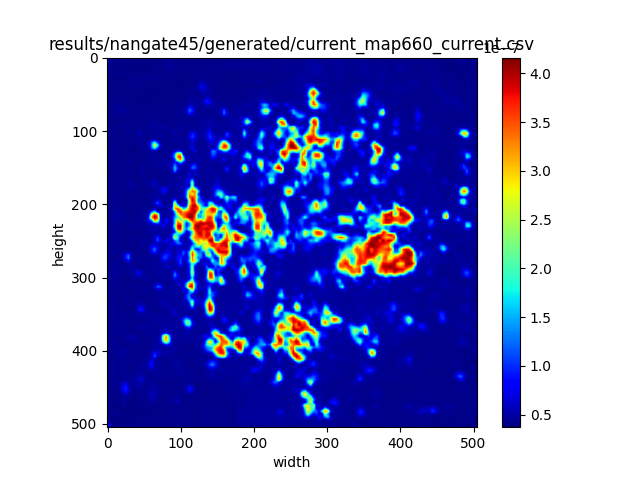 results/nangate45/generated/current_map660_current.csv
1e−7
0
100
200
300
400
500
height
0 100 200 300 400 500
width
4.0
3.5
3.0
2.5
2.0
1.5
1.0
0.5